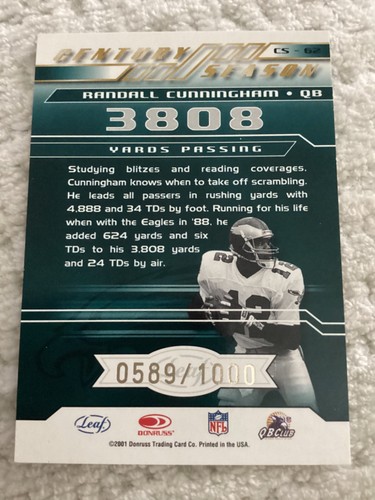 CENTURY
SEASON
CS - 62
RANDALL CUNNINGHAM • QB
3808
YARDS PASSING
Studying blitzes and reading coverages,
Cunningham knows when to take off scrambling.
He leads all passers in rushing yards with
4,888 and 34 TDs by foot. Running for his life
when with the Eagles in '88, he
added 624 yards and six
TDs to his 3,808 yards
and 24 TDs by air.
12
0589/1000
Leaf
DONRUSS
NFL
QB CLUB
©2001 Donruss Trading Card Co. Printed in the USA.